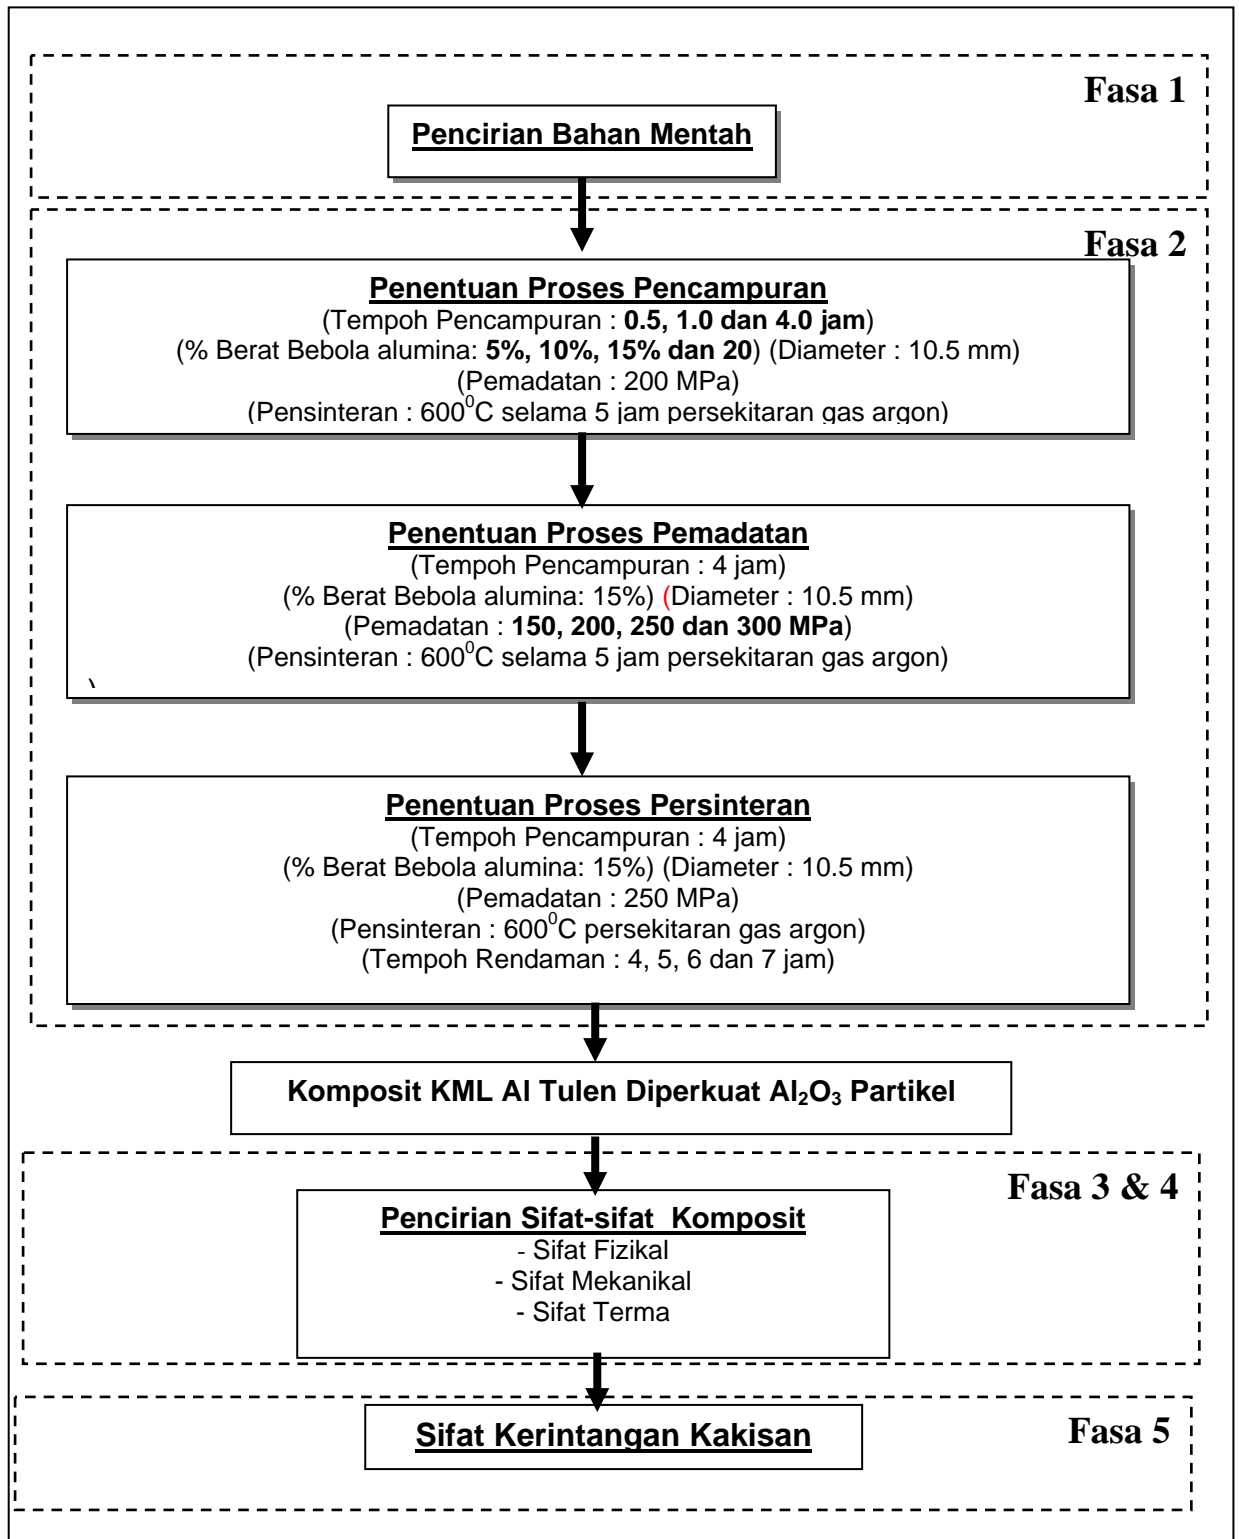 Fasa 1
Pencirian Bahan Mentah
Fasa 2
Penentuan Proses Pencampuran
(Tempoh Pencampuran : 0.5, 1.0 dan 4.0 jam)
(% Berat Bebola alumina: 5%, 10%, 15% dan 20) (Diameter : 10.5 mm)
(Pemadatan : 200 MPa)
(Pensinteran : 600⁰C selama 5 jam persekitaran gas argon)
Penentuan Proses Pemadatan
(Tempoh Pencampuran : 4 jam)
(% Berat Bebola alumina: 15%) (Diameter : 10.5 mm)
(Pemadatan : 150, 200, 250 dan 300 MPa)
(Pensinteran : 600⁰C selama 5 jam persekitaran gas argon)
)
Penentuan Proses Persinteran
(Tempoh Pencampuran : 4 jam)
(% Berat Bebola alumina: 15%) (Diameter : 10.5 mm)
(Pemadatan : 250 MPa)
(Pensinteran : 600⁰C persekitaran gas argon)
(Tempoh Rendaman : 4, 5, 6 dan 7 jam)
Komposit KML Al Tulen Diperkuat Al₂O₃ Partikel
Fasa 3 & 4
Pencirian Sifat-sifat  Komposit
- Sifat Fizikal
- Sifat Mekanikal
- Sifat Terma
Fasa 5
Sifat Kerintangan Kakisan